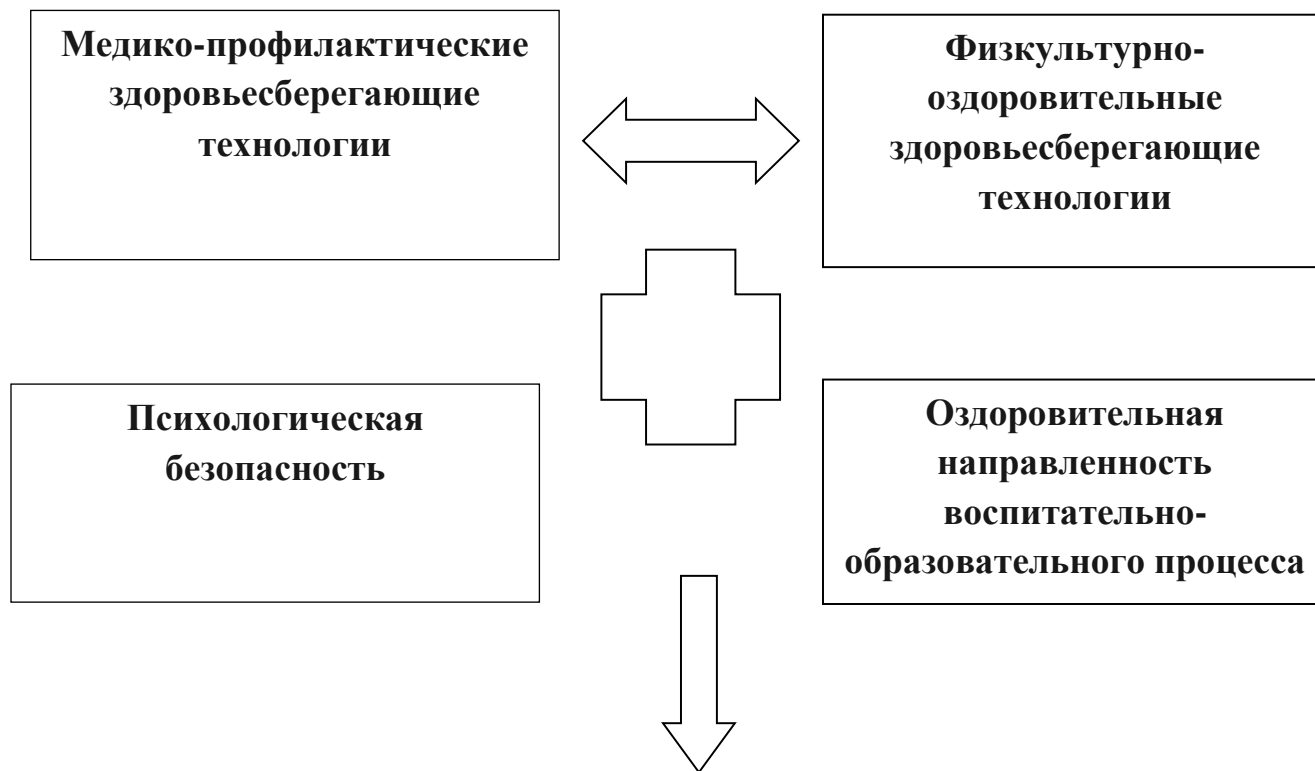 Медико-профилактические
здоровьесберегающие
технологии
Физкультурно-
оздоровительные
здоровьесберегающие
технологии
Психологическая
безопасность
Оздоровительная
направленность
воспитательно-
образовательного процесса